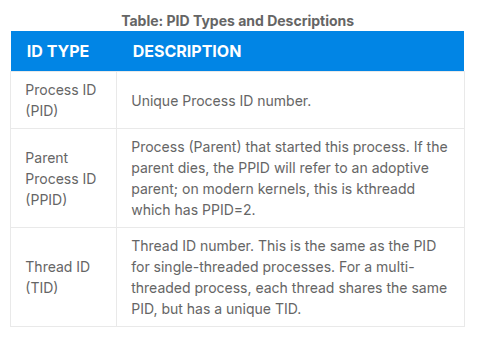 Table: PID Types and Descriptions
ID TYPE DESCRIPTION
Process ID
(PID)
Unique Process ID number.
Parent
Process ID
(PPID)
Process (Parent) that started this process. If the
parent dies, the PPID will refer to an adoptive
parent; on modern kernels, this is kthreadd
which has PPID=2.
Thread ID
(TID)
Thread ID number. This is the same as the PID
for single-threaded processes. For a multi-
threaded process, each thread shares the same
PID, but has a unique TID.